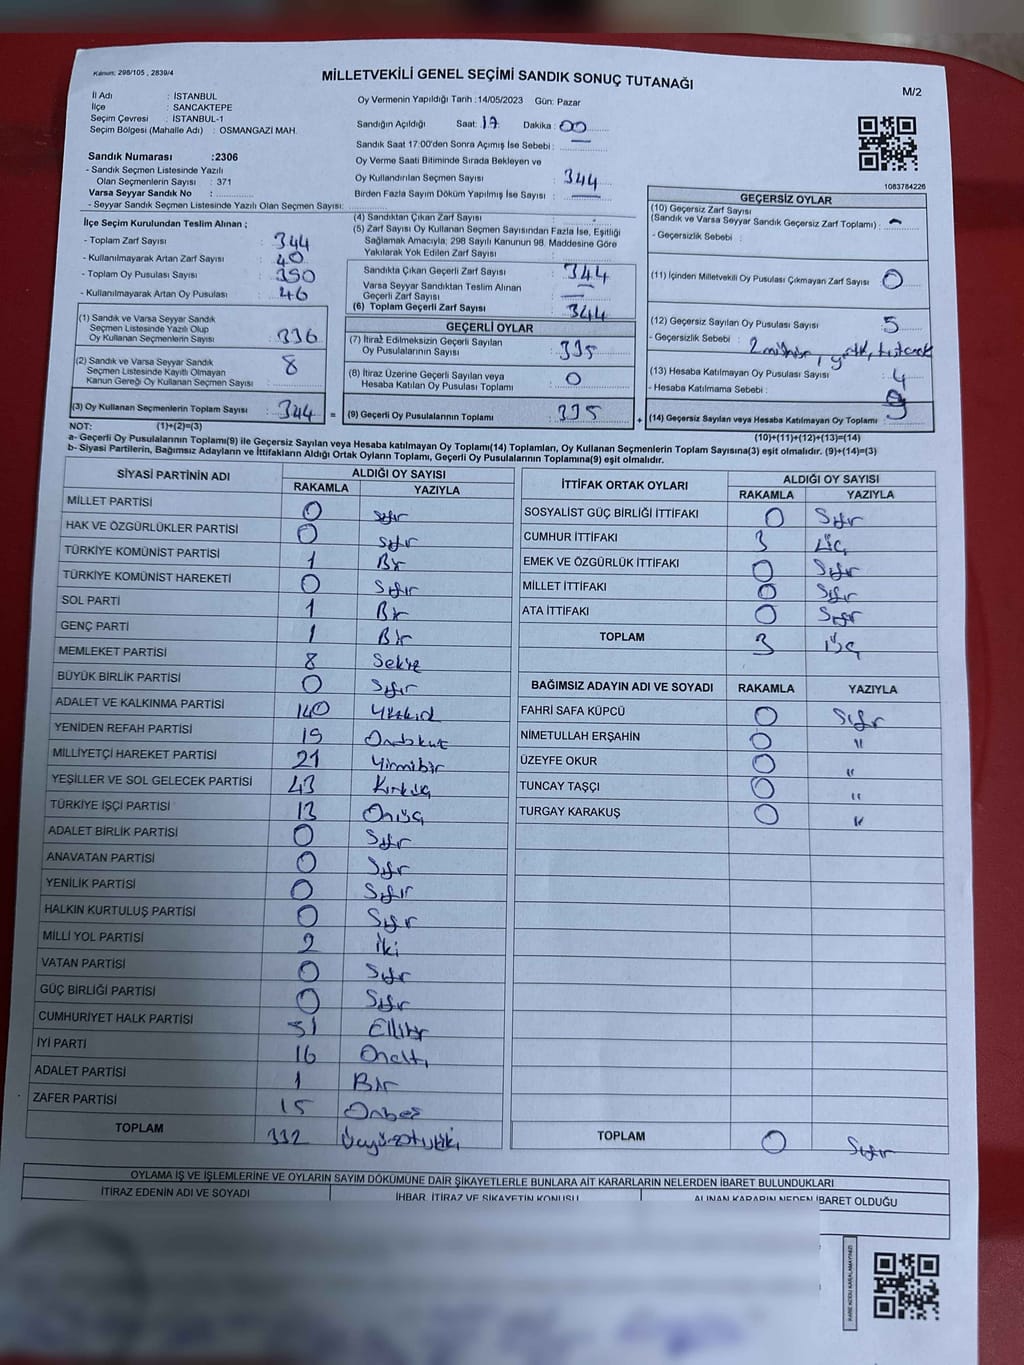 Kanun: 298/105 , 2839/4
MİLLETVEKİLİ GENEL SEÇİMİ SANDIK SONUÇ TUTANAĞI
M/2
İl Adı : İSTANBUL
İlçe : SANCAKTEPE
Seçim Çevresi : İSTANBUL-1
Seçim Bölgesi (Mahalle Adı) : OSMANGAZİ MAH.
Oy Vermenin Yapıldığı Tarih :14/05/2023 Gün: Pazar
Sandığın Açıldığı Saat: 17 Dakika : 00
Sandık Saat 17:00'den Sonra Açımış İse Sebebi : —
Oy Verme Saati Bitiminde Sırada Bekleyen ve
Oy Kullandırılan Seçmen Sayısı : 344
Birden Fazla Sayım Döküm Yapılmış İse Sayısı : —
1083784226
Sandık Numarası :2306
- Sandık Seçmen Listesinde Yazılı
Olan Seçmenlerin Sayısı : 371
Varsa Seyyar Sandık No :
- Seyyar Sandık Seçmen Listesinde Yazılı Olan Seçmen Sayısı:
İlçe Seçim Kurulundan Teslim Alınan ;
- Toplam Zarf Sayısı : 344
- Kullanılmayarak Artan Zarf Sayısı : 40
- Toplam Oy Pusulası Sayısı : 390
- Kullanılmayarak Artan Oy Pusulası : 46
(1) Sandık ve Varsa Seyyar Sandık
Seçmen Listesinde Yazılı Olup
Oy Kullanan Seçmenlerin Sayısı : 336
(2) Sandık ve Varsa Seyyar Sandık
Seçmen Listesinde Kayıtlı Olmayan
Kanun Gereği Oy Kullanan Seçmen Sayısı : 8
(3) Oy Kullanan Seçmenlerin Toplam Sayısı : 344 =
(4) Sandıktan Çıkan Zarf Sayısı :
(5) Zarf Sayısı Oy Kullanan Seçmen Sayısından Fazla İse, Eşitliği
Sağlamak Amacıyla; 298 Sayılı Kanunun 98. Maddesine Göre
Yakılarak Yok Edilen Zarf Sayısı :
Sandıkta Çıkan Geçerli Zarf Sayısı : 344
Varsa Seyyar Sandıktan Teslim Alınan
Geçerli Zarf Sayısı : —
(6) Toplam Geçerli Zarf Sayısı : 344
GEÇERLİ OYLAR
(7) İtiraz Edilmeksizin Geçerli Sayılan
Oy Pusulalarının Sayısı : 335
(8) İtiraz Üzerine Geçerli Sayılan veya
Hesaba Katılan Oy Pusulası Toplamı : 0
(9) Geçerli Oy Pusulalarının Toplamı : 335 +
GEÇERSİZ OYLAR
(10) Geçersiz Zarf Sayısı
(Sandık ve Varsa Seyyar Sandık Geçersiz Zarf Toplamı) : —
- Geçersizlik Sebebi :
(11) İçinden Milletvekili Oy Pusulası Çıkmayan Zarf Sayısı : 0
(12) Geçersiz Sayılan Oy Pusulası Sayısı : 5
- Geçersizlik Sebebi : 2 mühür,
(13) Hesaba Katılmayan Oy Pusulası Sayısı : 4
- Hesaba Katılmama Sebebi :
(14) Geçersiz Sayılan veya Hesaba Katılmayan Oy Toplamı : 9
NOT: (1)+(2)=(3)
(10)+(11)+(12)+(13)=(14)
a- Geçerli Oy Pusulalarının Toplamı(9) ile Geçersiz Sayılan veya Hesaba katılmayan Oy Toplamı(14) Toplamları, Oy Kullanan Seçmenlerin Toplam Sayısına(3) eşit olmalıdır. (9)+(14)=(3)
b- Siyasi Partilerin, Bağımsız Adayların ve İttifakların Aldığı Ortak Oyların Toplamı, Geçerli Oy Pusulalarının Toplamına(9) eşit olmalıdır.
SİYASİ PARTİNİN ADI ALDIĞI OY SAYISI
RAKAMLA YAZIYLA
MİLLET PARTİSİ 0 Sıfır
HAK VE ÖZGÜRLÜKLER PARTİSİ 0 Sıfır
TÜRKİYE KOMÜNİST PARTİSİ 1 Bir
TÜRKİYE KOMÜNİST HAREKETİ 0 Sıfır
SOL PARTİ 1 Bir
GENÇ PARTİ 1 Bir
MEMLEKET PARTİSİ 8 Sekiz
BÜYÜK BİRLİK PARTİSİ 0 Sıfır
ADALET VE KALKINMA PARTİSİ 140 Yüzkırk
YENİDEN REFAH PARTİSİ 19 Ondokuz
MİLLİYETÇİ HAREKET PARTİSİ 21 Yirmibir
YEŞİLLER VE SOL GELECEK PARTİSİ 43 Kırküç
TÜRKİYE İŞÇİ PARTİSİ 13 Onüç
ADALET BİRLİK PARTİSİ 0 Sıfır
ANAVATAN PARTİSİ 0 Sıfır
YENİLİK PARTİSİ 0 Sıfır
HALKIN KURTULUŞ PARTİSİ 0 Sıfır
MİLLİ YOL PARTİSİ 2 İki
VATAN PARTİSİ 0 Sıfır
GÜÇ BİRLİĞİ PARTİSİ 0 Sıfır
CUMHURİYET HALK PARTİSİ 51 Ellibir
İYİ PARTİ 16 Onaltı
ADALET PARTİSİ 1 Bir
ZAFER PARTİSİ 15 Onbeş
TOPLAM 332 Üçyüzotuziki
İTTİFAK ORTAK OYLARI ALDIĞI OY SAYISI
RAKAMLA YAZIYLA
SOSYALİST GÜÇ BİRLİĞİ İTTİFAKI 0 Sıfır
CUMHUR İTTİFAKI 3 Üç
EMEK VE ÖZGÜRLÜK İTTİFAKI 0 Sıfır
MİLLET İTTİFAKI 0 Sıfır
ATA İTTİFAKI 0 Sıfır
TOPLAM 3 Üç
BAĞIMSIZ ADAYIN ADI VE SOYADI RAKAMLA YAZIYLA
FAHRİ SAFA KÜPCÜ 0 Sıfır
NİMETULLAH ERŞAHİN 0 "
ÜZEYFE OKUR 0 "
TUNCAY TAŞÇI 0 "
TURGAY KARAKUŞ 0 "
TOPLAM 0 Sıfır
OYLAMA İŞ VE İŞLEMLERİNE VE OYLARIN SAYIM DÖKÜMÜNE DAİR ŞİKAYETLERLE BUNLARA AİT KARARLARIN NELERDEN İBARET BULUNDUKLARI
İTİRAZ EDENİN ADI VE SOYADI İHBAR, İTİRAZ VE ŞİKAYETİN KONUSU ALINAN KARARIN NEDEN İBARET OLDUĞU
KARE KODU KARALAMAYINIZ!